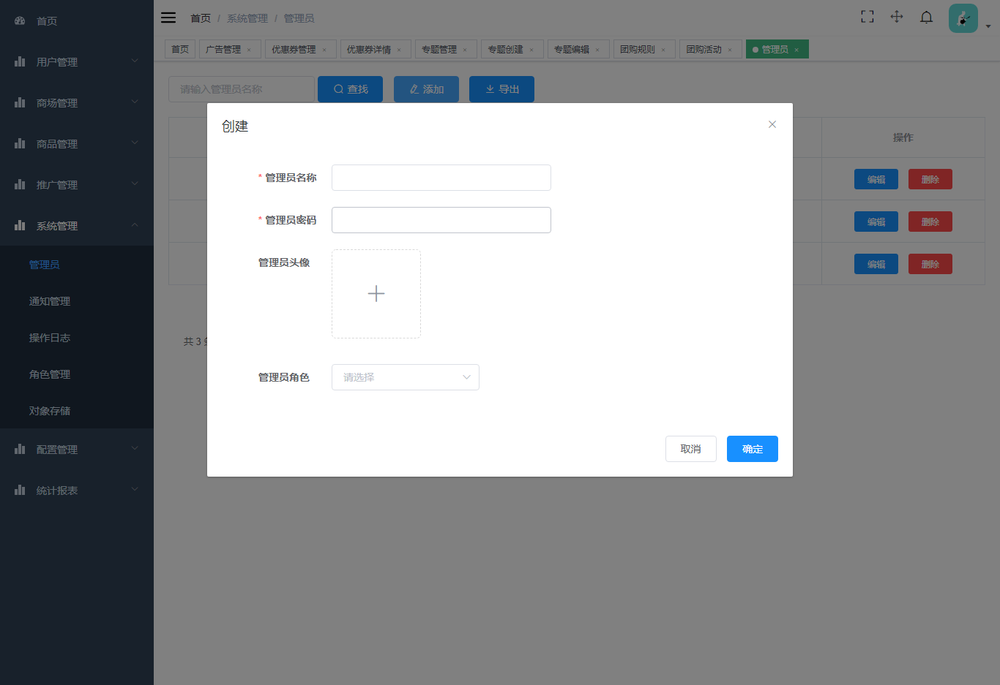 首页
用户管理
商场管理
商品管理
推广管理
系统管理
管理员
通知管理
操作日志
角色管理
对象存储
配置管理
统计报表
首页 / 系统管理 / 管理员
首页 广告管理 × 优惠券管理 × 优惠券详情 × 专题管理 × 专题创建 × 专题编辑 × 团购规则 × 团购活动 × 管理员 ×
请输入管理员名称 查找 添加 导出
操作
编辑 删除
编辑 删除
编辑 删除
共 3
创建
* 管理员名称
* 管理员密码
管理员头像
管理员角色 请选择
取消 确定